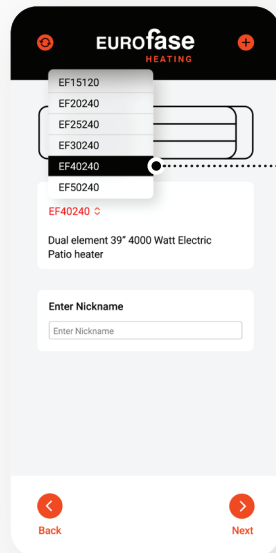 EUROfase
HEATING
EF15120
EF20240
EF25240
EF30240
EF40240
EF50240
EF40240
Dual element 39" 4000 Watt Electric
Patio heater
Enter Nickname
Enter Nickname
Back
Next